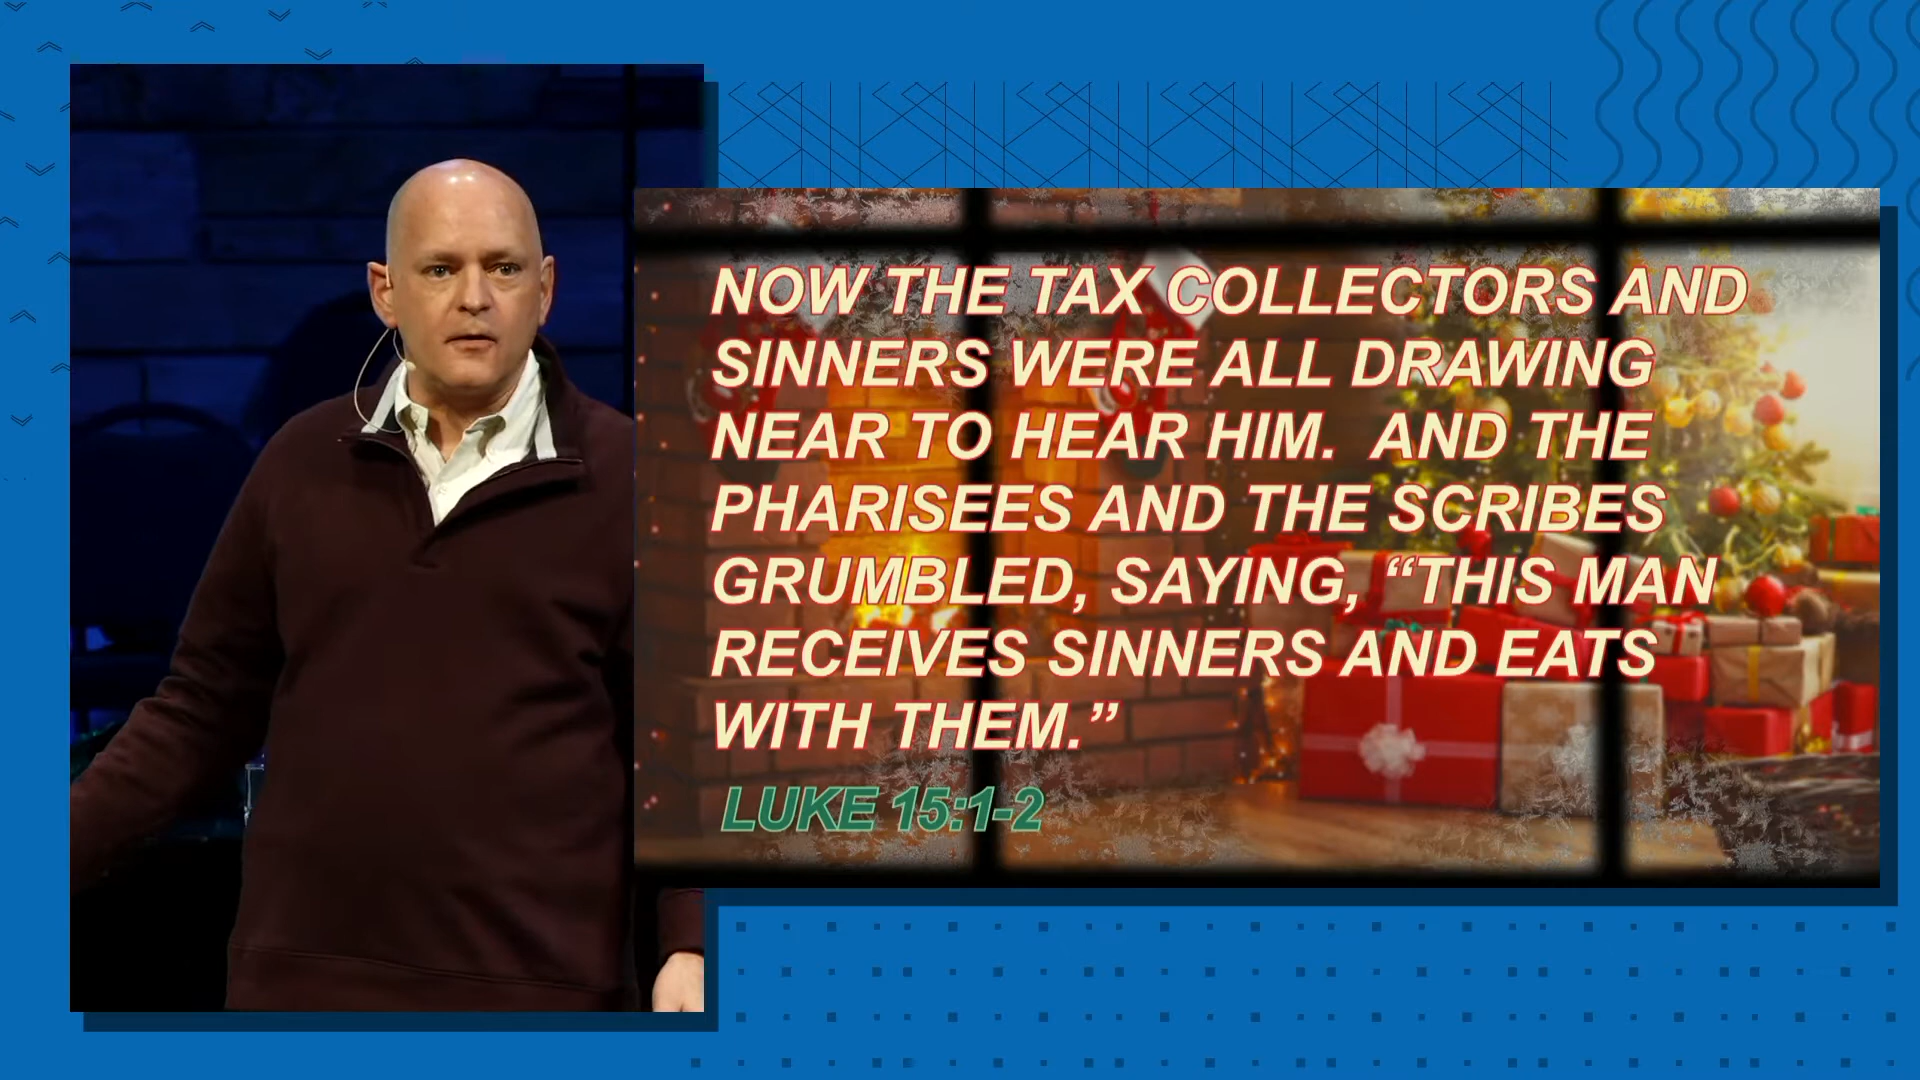 NOW THE TAX COLLECTORS AND
SINNERS WERE ALL DRAWING
NEAR TO HEAR HIM.  AND THE
PHARISEES AND THE SCRIBES
GRUMBLED, SAYING, “THIS MAN
RECEIVES SINNERS AND EATS
WITH THEM.”
LUKE 15:1-2